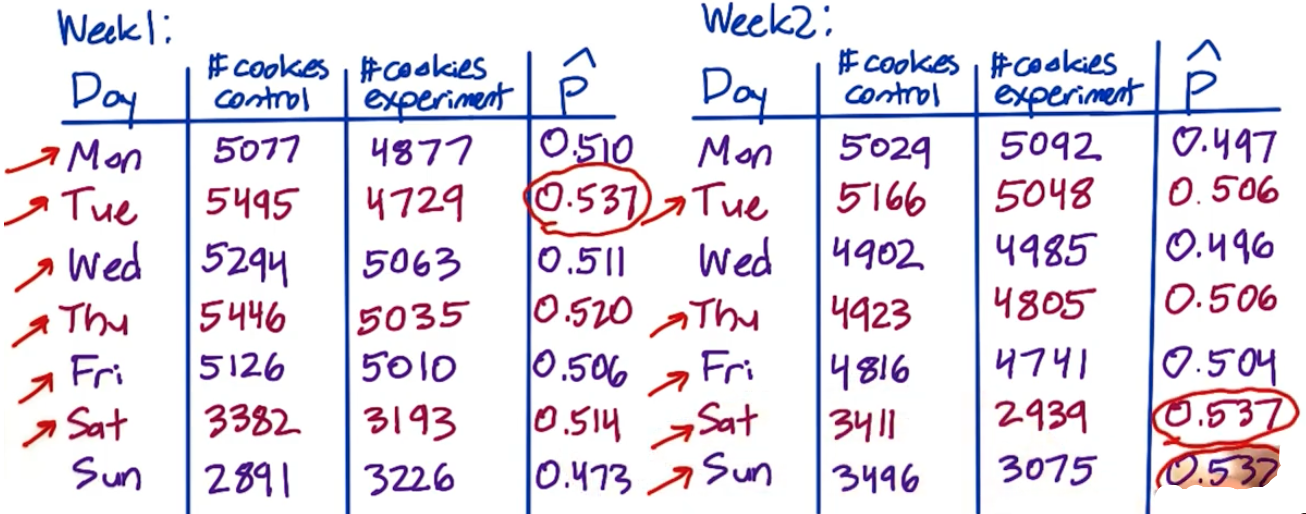 Week1:
Day # cookies control # cookies experiment p̂
Mon 5077 4877 0.510
Tue 5495 4729 0.537
Wed 5294 5063 0.511
Thu 5446 5035 0.520
Fri 5126 5010 0.506
Sat 3382 3193 0.514
Sun 2891 3226 0.473
Week2:
Day # cookies control # cookies experiment p̂
Mon 5029 5092 0.497
Tue 5166 5048 0.506
Wed 4902 4985 0.496
Thu 4923 4805 0.506
Fri 4816 4741 0.504
Sat 3411 2939 0.537
Sun 3496 3075 0.537